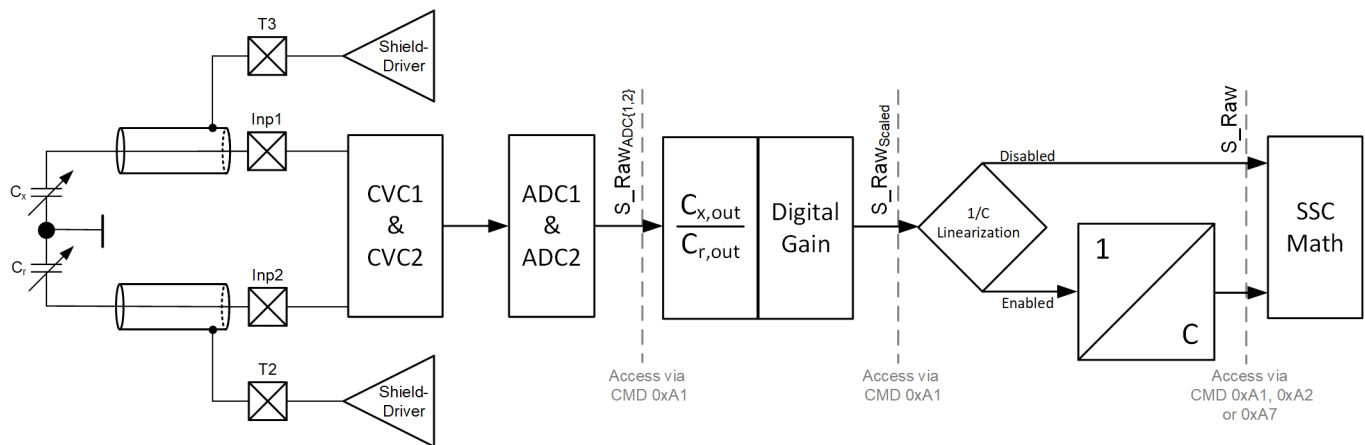 T3
Shield-
Driver
Inp1
Cx
Cr
Inp2
T2
Shield-
Driver
CVC1
&
CVC2
ADC1
&
ADC2
S_RawADC{1,2}
Access via
CMD 0xA1
Cx,out
Cr,out
Digital
Gain
S_RawScaled
Access via
CMD 0xA1
1/C
Linearization
Disabled
Enabled
1
C
S_Raw
Access via
CMD 0xA1, 0xA2
or 0xA7
SSC
Math